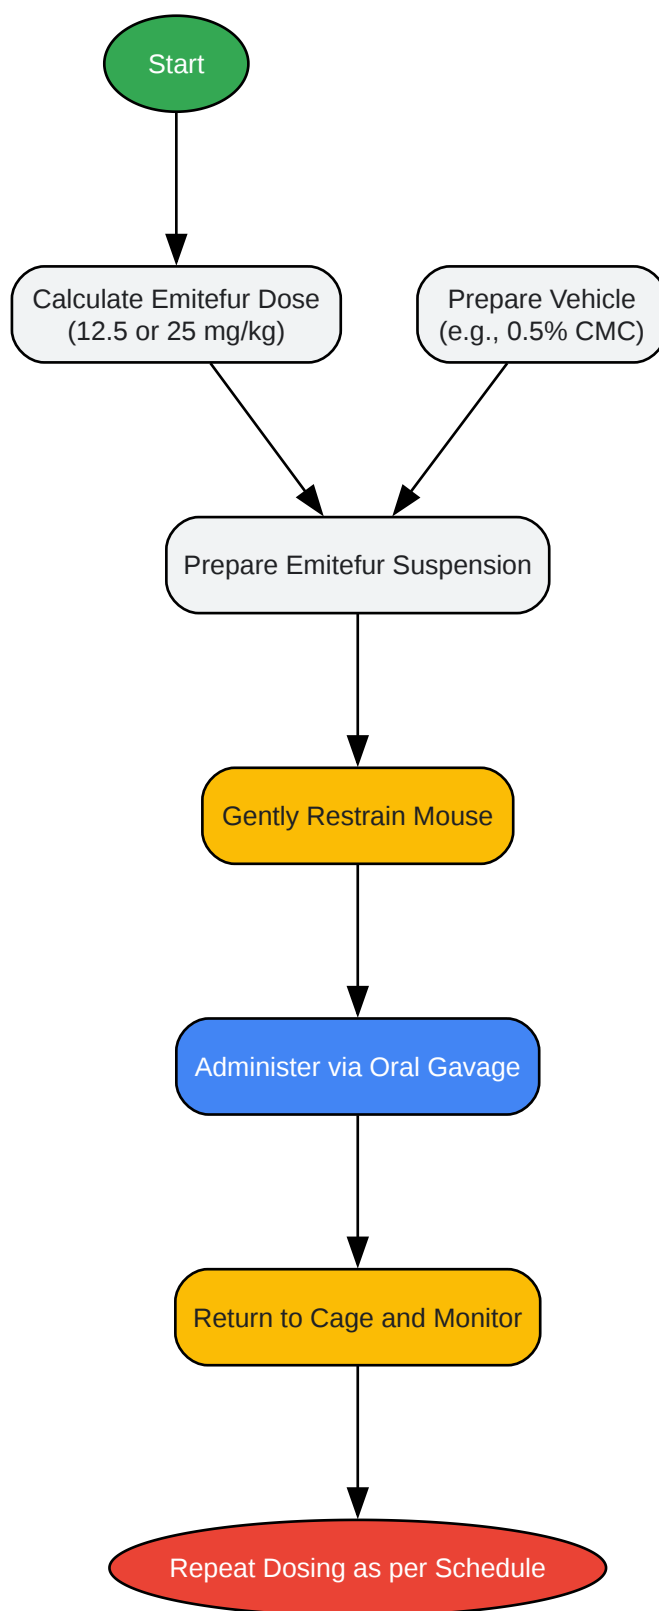 Start
Calculate Emitefur Dose
(12.5 or 25 mg/kg)
Prepare Vehicle
(e.g., 0.5% CMC)
Prepare Emitefur Suspension
Gently Restrain Mouse
Administer via Oral Gavage
Return to Cage and Monitor
Repeat Dosing as per Schedule